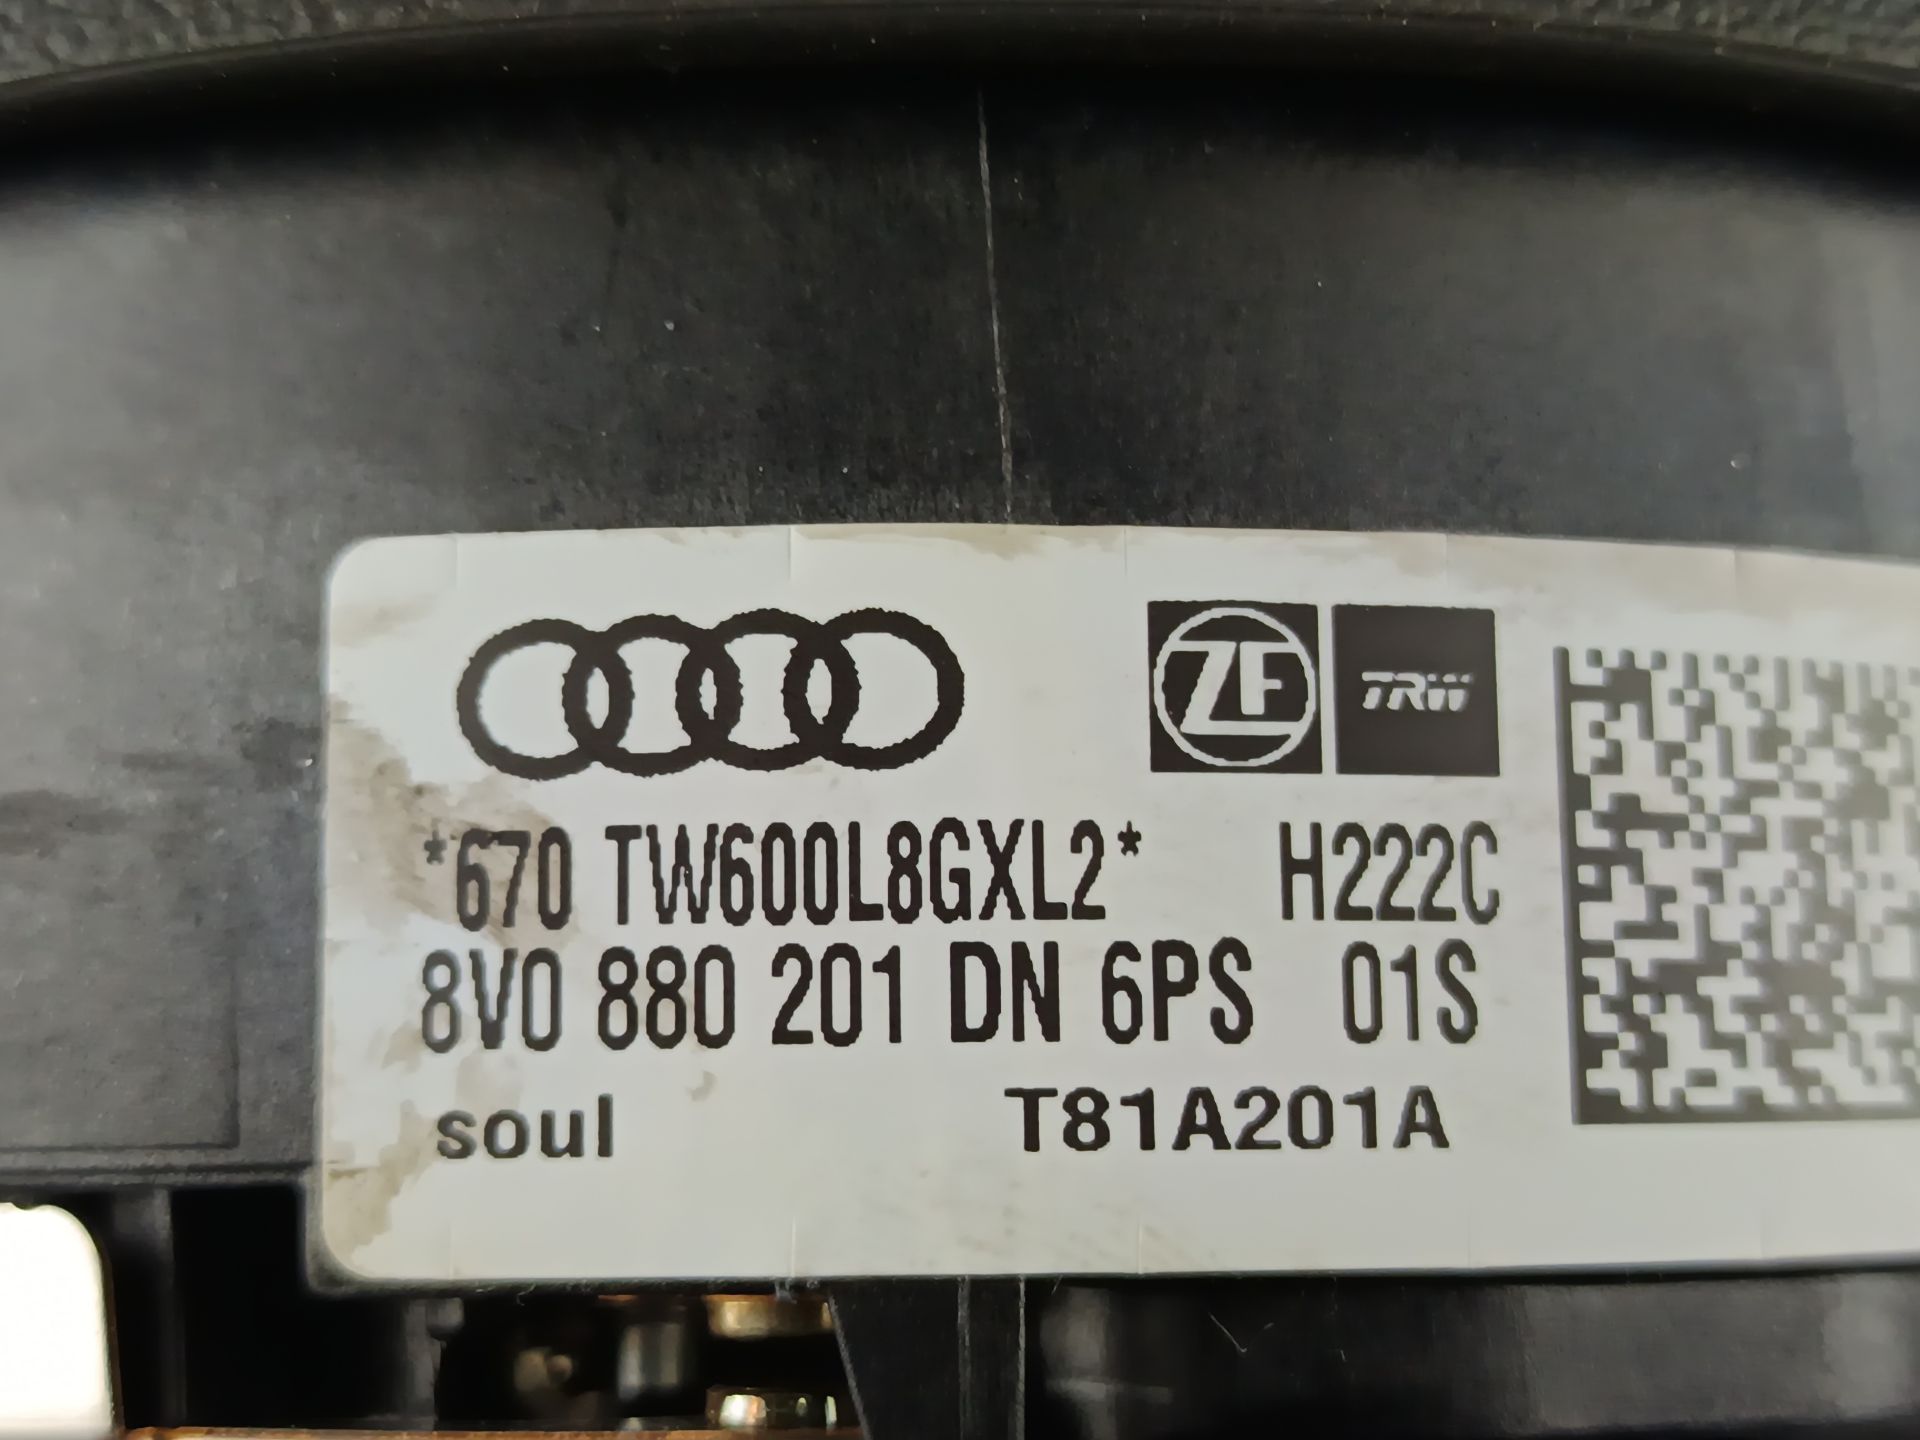 ZF TRW
*670 TW600L8GXL2* H222C
8V0 880 201 DN 6PS 01S
soul T81A201A